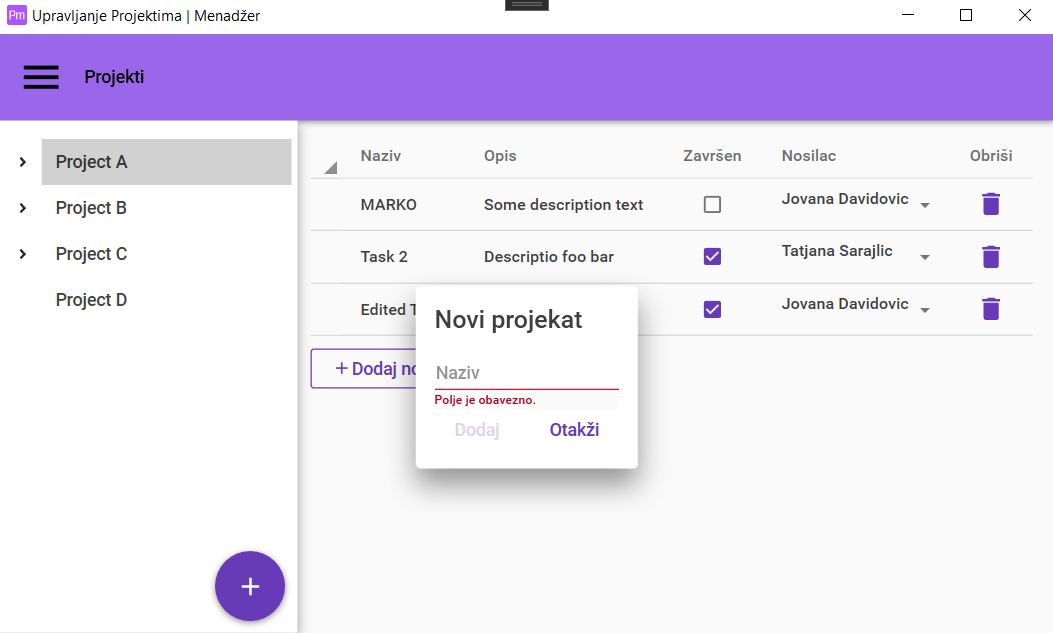 Pm Upravljanje Projektima | Menadžer
Projekti
Project A
Project B
Project C
Project D
Naziv Opis Završen Nosilac Obriši
MARKO Some description text Jovana Davidovic
Task 2 Descriptio foo bar Tatjana Sarajlic
Edited T Jovana Davidovic
+ Dodaj no
Novi projekat
Naziv
Polje je obavezno.
Dodaj Otakži
+